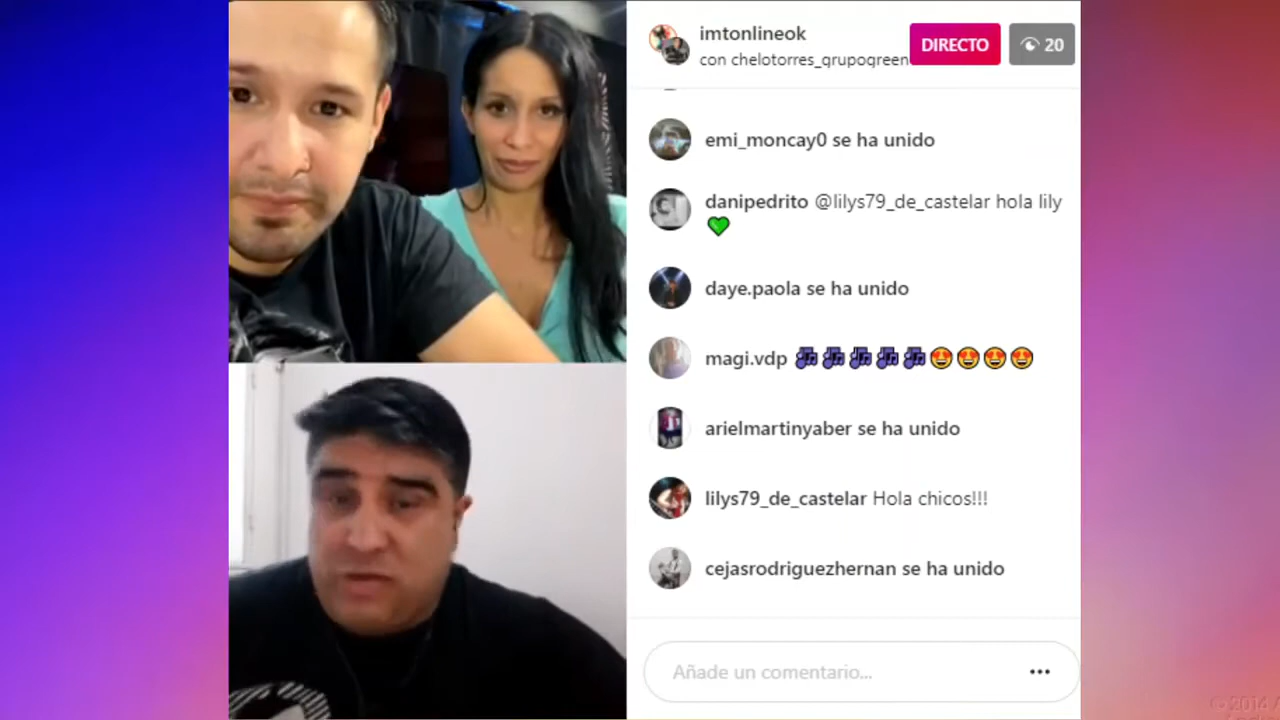 imtonlineok
con chelotorres_grupogreen
DIRECTO
20
emi_moncay0 se ha unido
danipedrito @lilys79_de_castelar hola lily
💚
daye.paola se ha unido
magi.vdp 🎶🎶🎶🎶🎶😍😍😍😍
arielmartinyaber se ha unido
lilys79_de_castelar Hola chicos!!!
cejasrodriguezhernan se ha unido
Añade un comentario...
© 2014